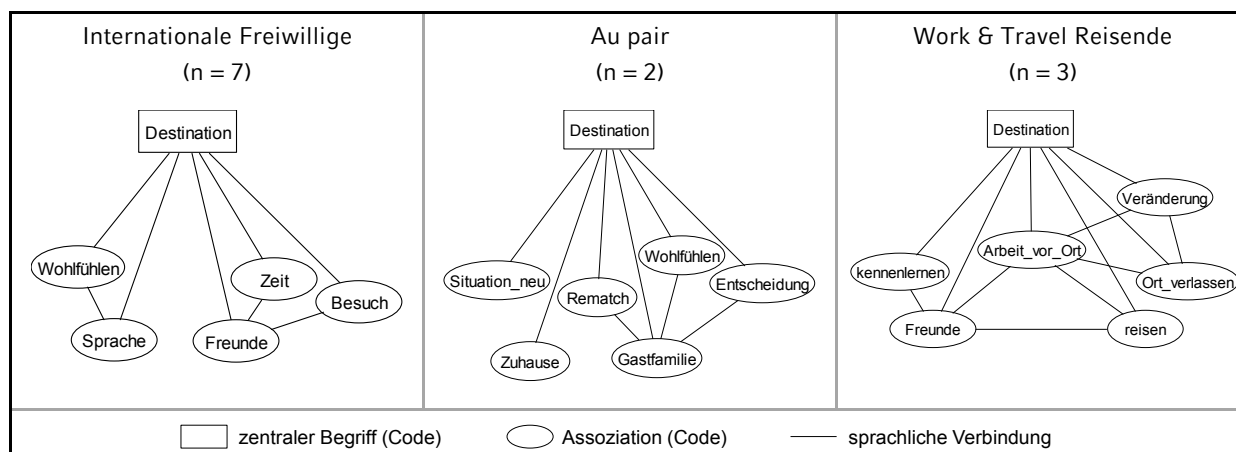 Internationale Freiwillige
(n = 7)
Destination
Wohlfühlen
Zeit
Besuch
Sprache
Freunde
Au pair
(n = 2)
Destination
Wohlfühlen
Situation_neu
Entscheidung
Rematch
Zuhause
Gastfamilie
Work & Travel Reisende
(n = 3)
Destination
Veränderung
Arbeit_vor_Ort
kennenlernen
Ort_verlassen
Freunde
reisen
zentraler Begriff (Code)
Assoziation (Code)
sprachliche Verbindung